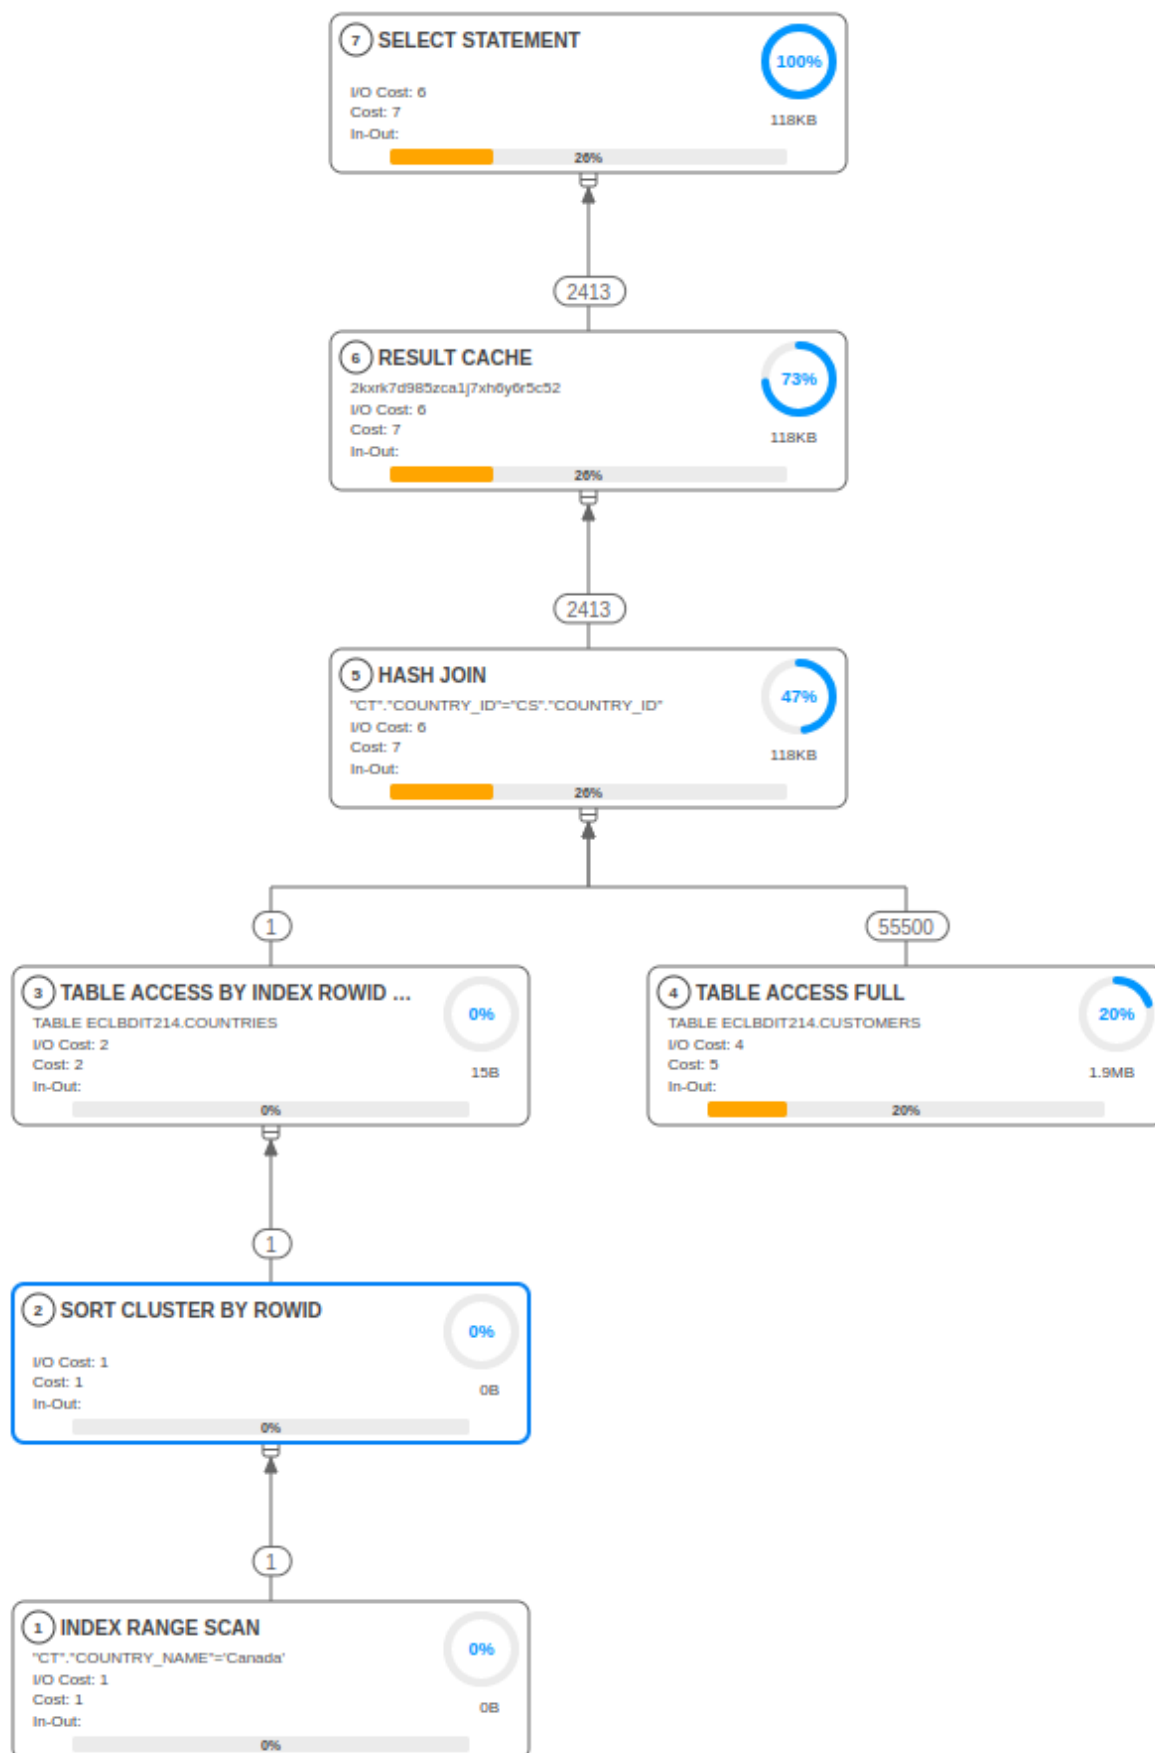 7 SELECT STATEMENT
100%
I/O Cost: 6
Cost: 7
118KB
In-Out:
26%
2413
6 RESULT CACHE
73%
2kxrk7d985zca1j7xh6y6r5c52
I/O Cost: 6
Cost: 7
118KB
In-Out:
26%
2413
5 HASH JOIN
47%
"CT"."COUNTRY_ID"="CS"."COUNTRY_ID"
I/O Cost: 6
Cost: 7
118KB
In-Out:
26%
1
55500
3 TABLE ACCESS BY INDEX ROWID ...
0%
TABLE ECLBDIT214.COUNTRIES
I/O Cost: 2
Cost: 2
15B
In-Out:
0%
4 TABLE ACCESS FULL
20%
TABLE ECLBDIT214.CUSTOMERS
I/O Cost: 4
Cost: 5
1.9MB
In-Out:
20%
1
2 SORT CLUSTER BY ROWID
0%
I/O Cost: 1
Cost: 1
0B
In-Out:
0%
1
1 INDEX RANGE SCAN
0%
"CT"."COUNTRY_NAME"='Canada'
I/O Cost: 1
Cost: 1
0B
In-Out:
0%